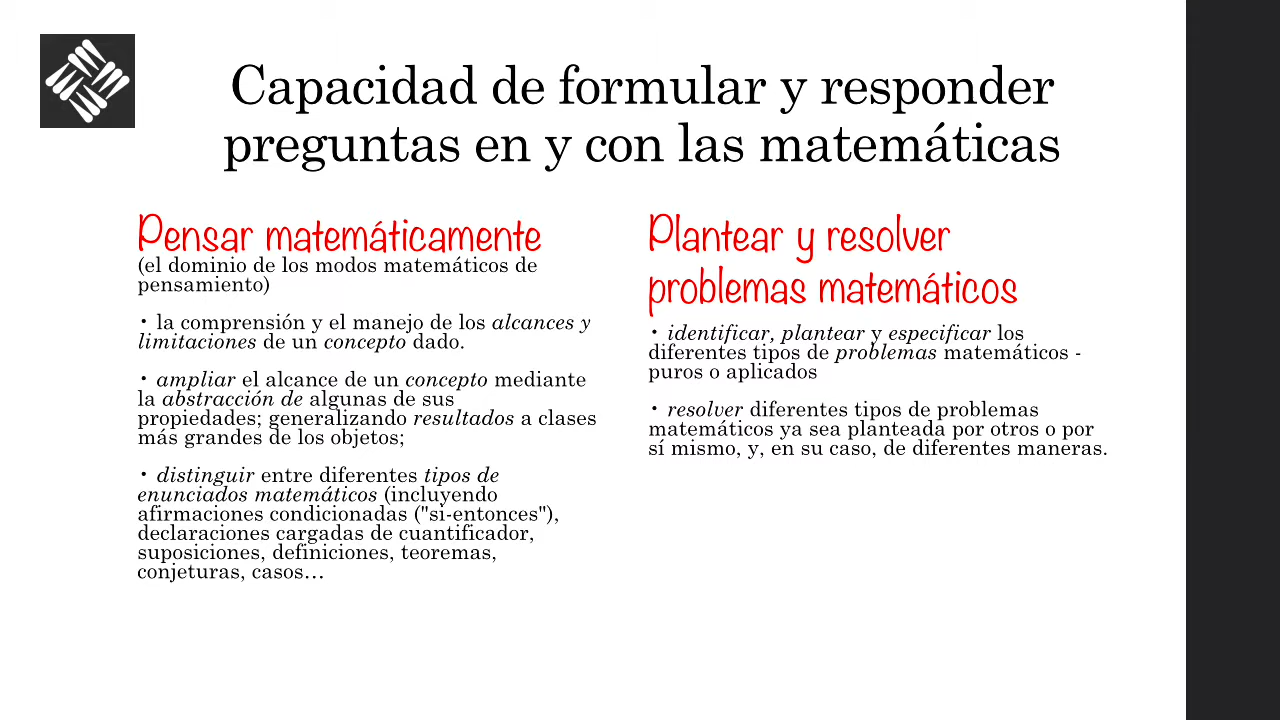 Capacidad de formular y responder
preguntas en y con las matemáticas
Pensar matemáticamente
(el dominio de los modos matemáticos de
pensamiento)
• la comprensión y el manejo de los alcances y
limitaciones de un concepto dado.
• ampliar el alcance de un concepto mediante
la abstracción de algunas de sus
propiedades; generalizando resultados a clases
más grandes de los objetos;
• distinguir entre diferentes tipos de
enunciados matemáticos (incluyendo
afirmaciones condicionadas ("si-entonces"),
declaraciones cargadas de cuantificador,
suposiciones, definiciones, teoremas,
conjeturas, casos…
Plantear y resolver
problemas matemáticos
• identificar, plantear y especificar los
diferentes tipos de problemas matemáticos -
puros o aplicados
• resolver diferentes tipos de problemas
matemáticos ya sea planteada por otros o por
sí mismo, y, en su caso, de diferentes maneras.